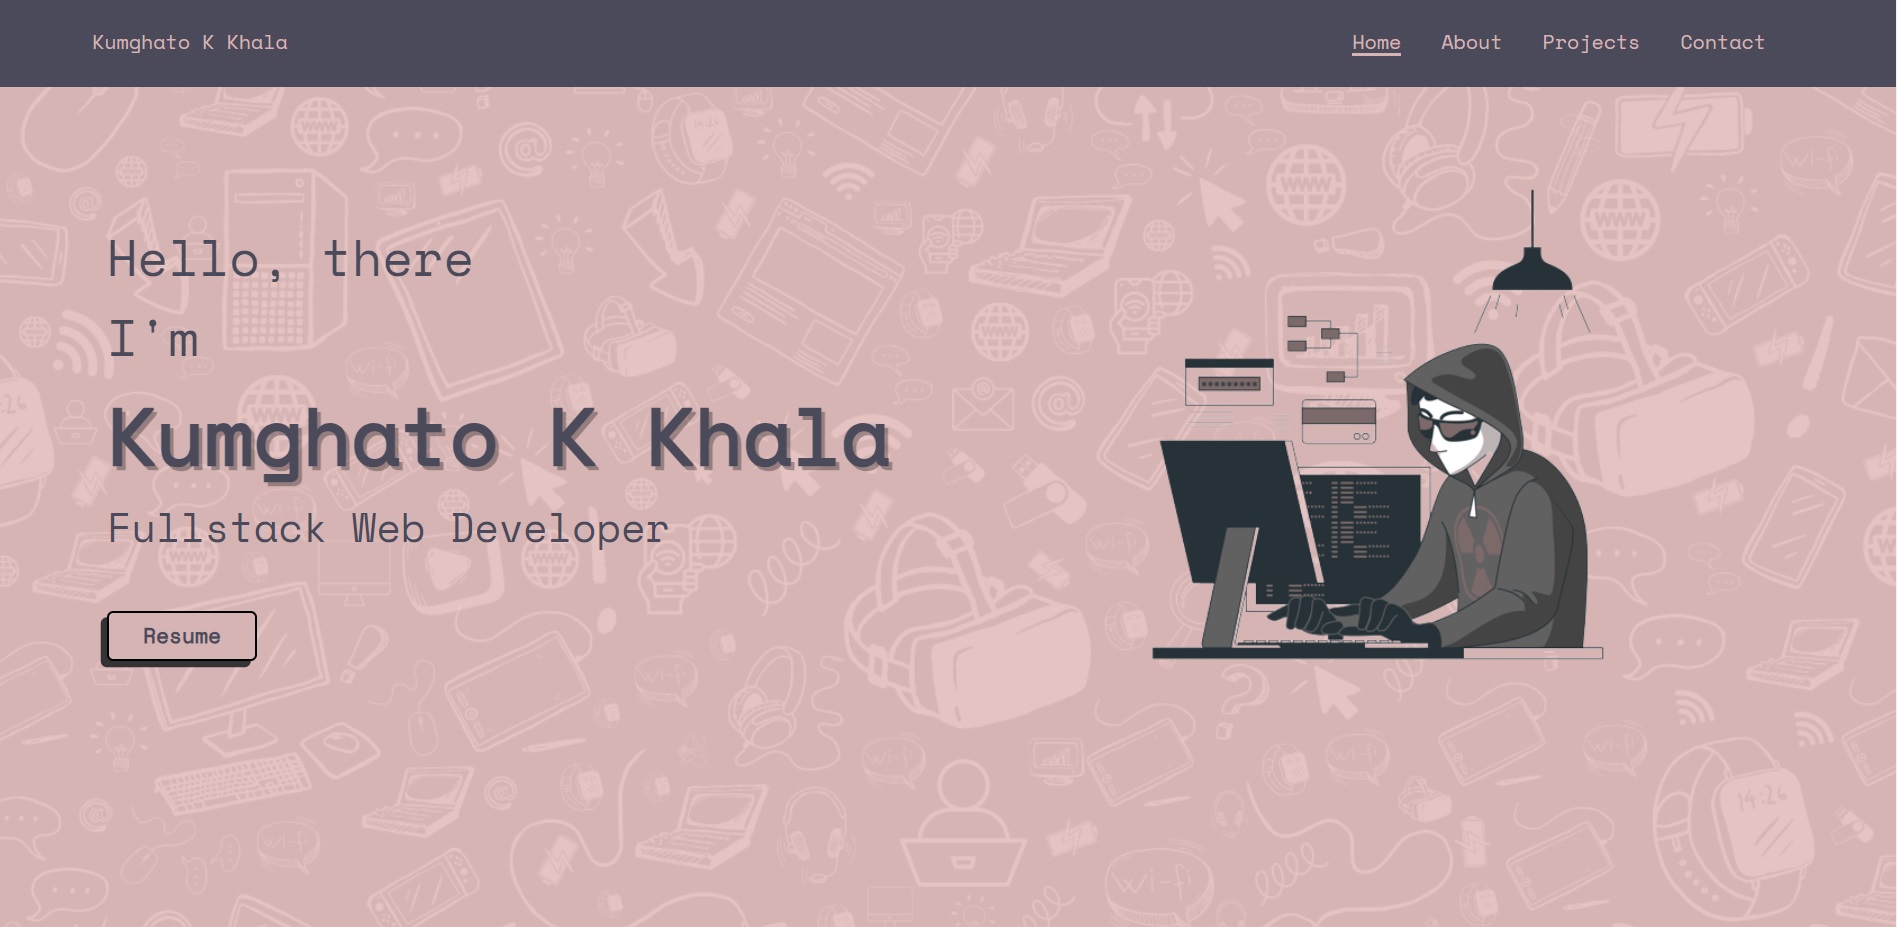 Kumghato K Khala
Home About Projects Contact
Hello, there
I'm
Kumghato K Khala
Fullstack Web Developer
Resume